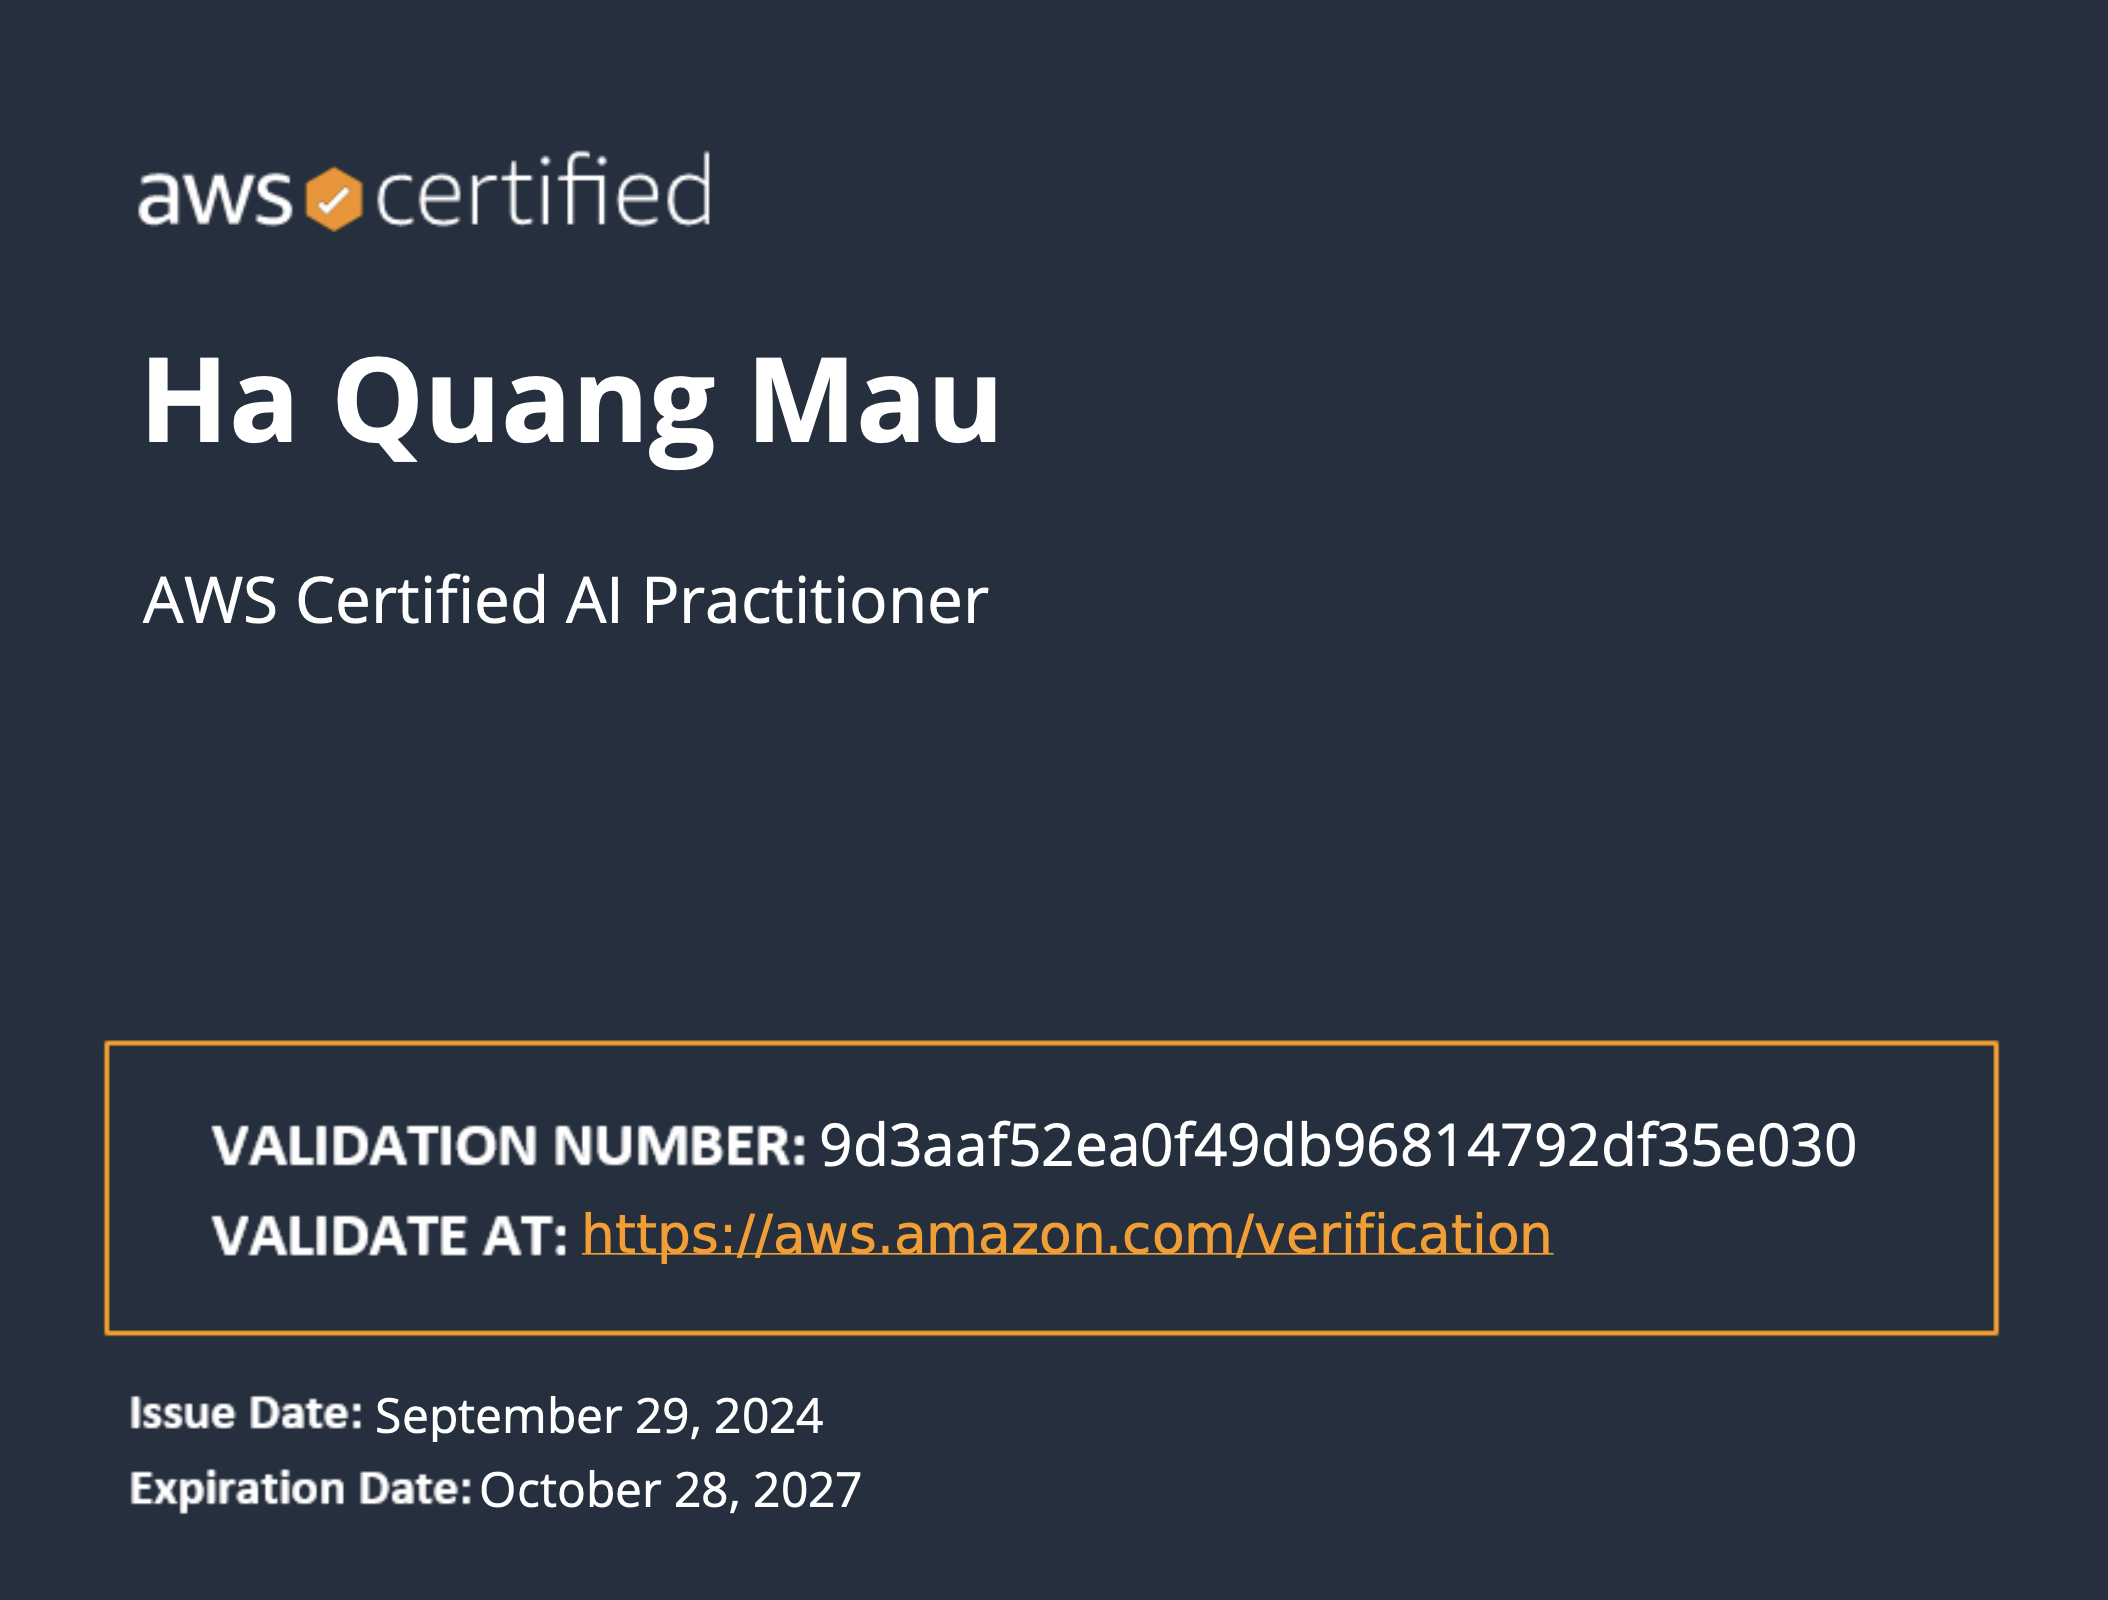 aws certified
Ha Quang Mau
AWS Certified AI Practitioner
VALIDATION NUMBER: 9d3aaf52ea0f49db96814792df35e030
VALIDATE AT: https://aws.amazon.com/verification
Issue Date: September 29, 2024
Expiration Date: October 28, 2027